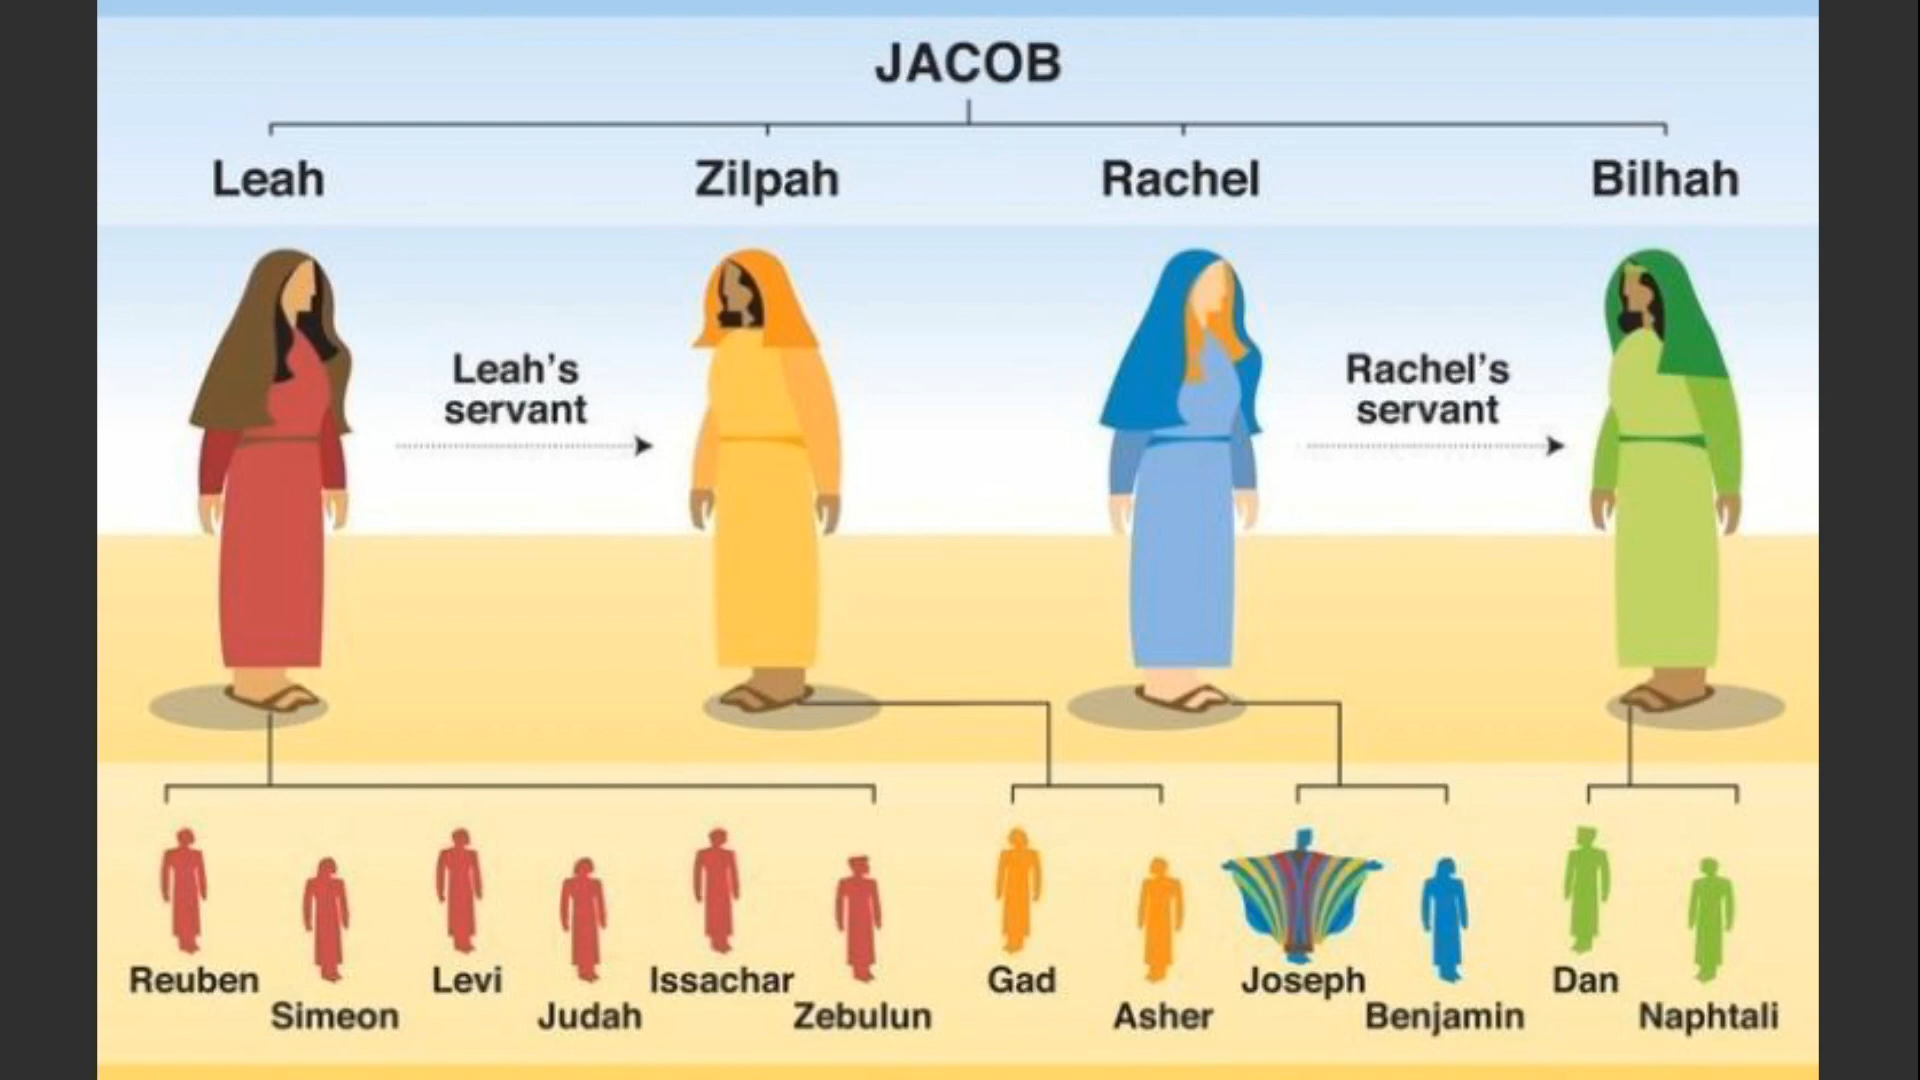 JACOB
Leah
Zilpah
Rachel
Bilhah
Leah's
servant
Rachel's
servant
Reuben
Simeon
Levi
Judah
Issachar
Zebulun
Gad
Asher
Joseph
Benjamin
Dan
Naphtali